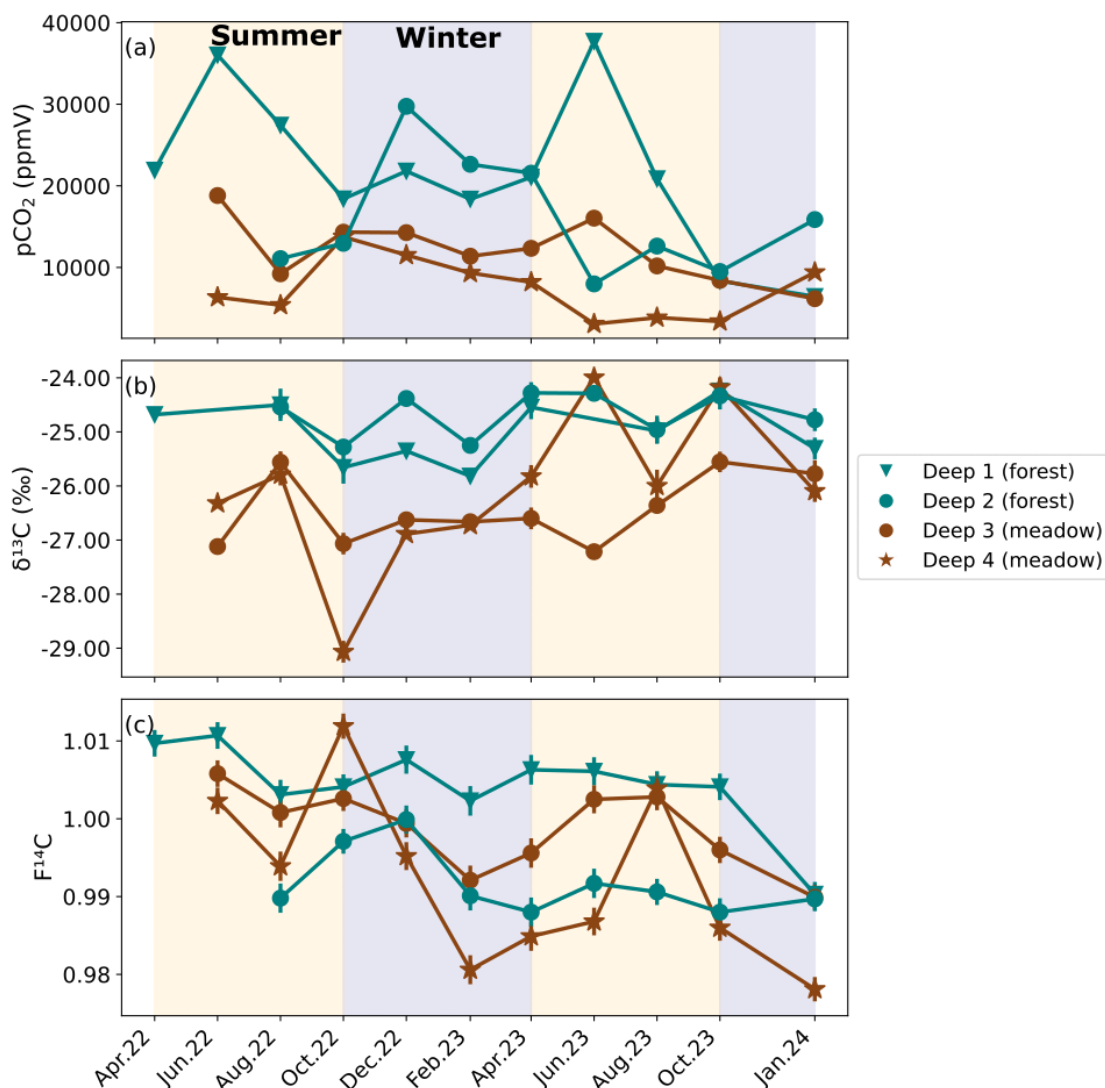 (a)
Summer
Winter
pCO₂ (ppmV)
40000
30000
20000
10000
(b)
δ¹³C (‰)
-24.00
-25.00
-26.00
-27.00
-28.00
-29.00
Deep 1 (forest)
Deep 2 (forest)
Deep 3 (meadow)
Deep 4 (meadow)
(c)
F¹⁴C
1.01
1.00
0.99
0.98
Apr.22
Jun.22
Aug.22
Oct.22
Dec.22
Feb.23
Apr.23
Jun.23
Aug.23
Oct.23
Jan.24